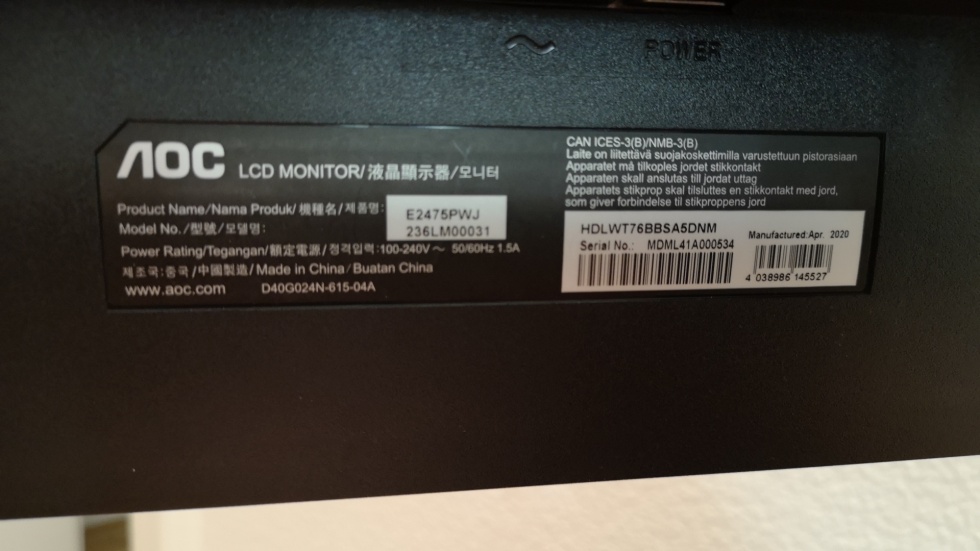 POWER
AOC LCD MONITOR/液晶顯示器/모니터
Product Name/Nama Produk/機種名/제품명: E2475PWJ
Model No./型號/모델명: 236LM00031
Power Rating/Tegangan/額定電源/정격입력:100-240V～ 50/60Hz 1.5A
제조국:중국/中國製造/Made in China/Buatan China
www.aoc.com D40G024N-615-04A
CAN ICES-3(B)/NMB-3(B)
Laite on liitettävä suojakoskettimilla varustettuun pistorasiaan
Apparatet må tilkoples jordet stikkontakt
Apparaten skall anslutas till jordat uttag
Apparatets stikprop skal tilsluttes en stikkontakt med jord,
som giver forbindelse til stikproppens jord
HDLWT76BBSA5DNM
Serial No.: MDML41A000534
Manufactured:Apr. 2020
4 038986 145527